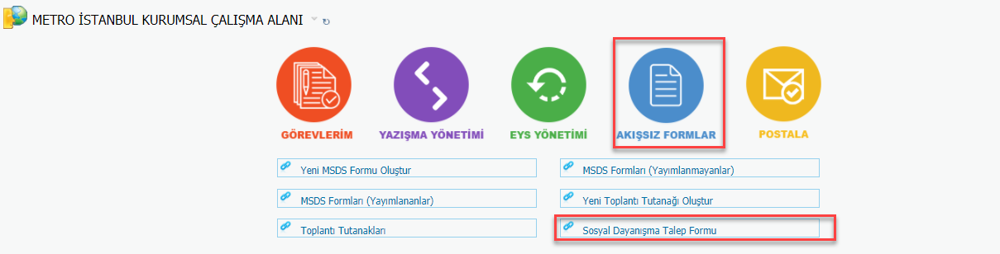 METRO İSTANBUL KURUMSAL ÇALIŞMA ALANI
GÖREVLERİM YAZIŞMA YÖNETİMİ EYS YÖNETİMİ AKIŞSIZ FORMLAR POSTALA
Yeni MSDS Formu Oluştur MSDS Formları (Yayımlanmayanlar)
MSDS Formları (Yayımlananlar) Yeni Toplantı Tutanağı Oluştur
Toplantı Tutanakları Sosyal Dayanışma Talep Formu